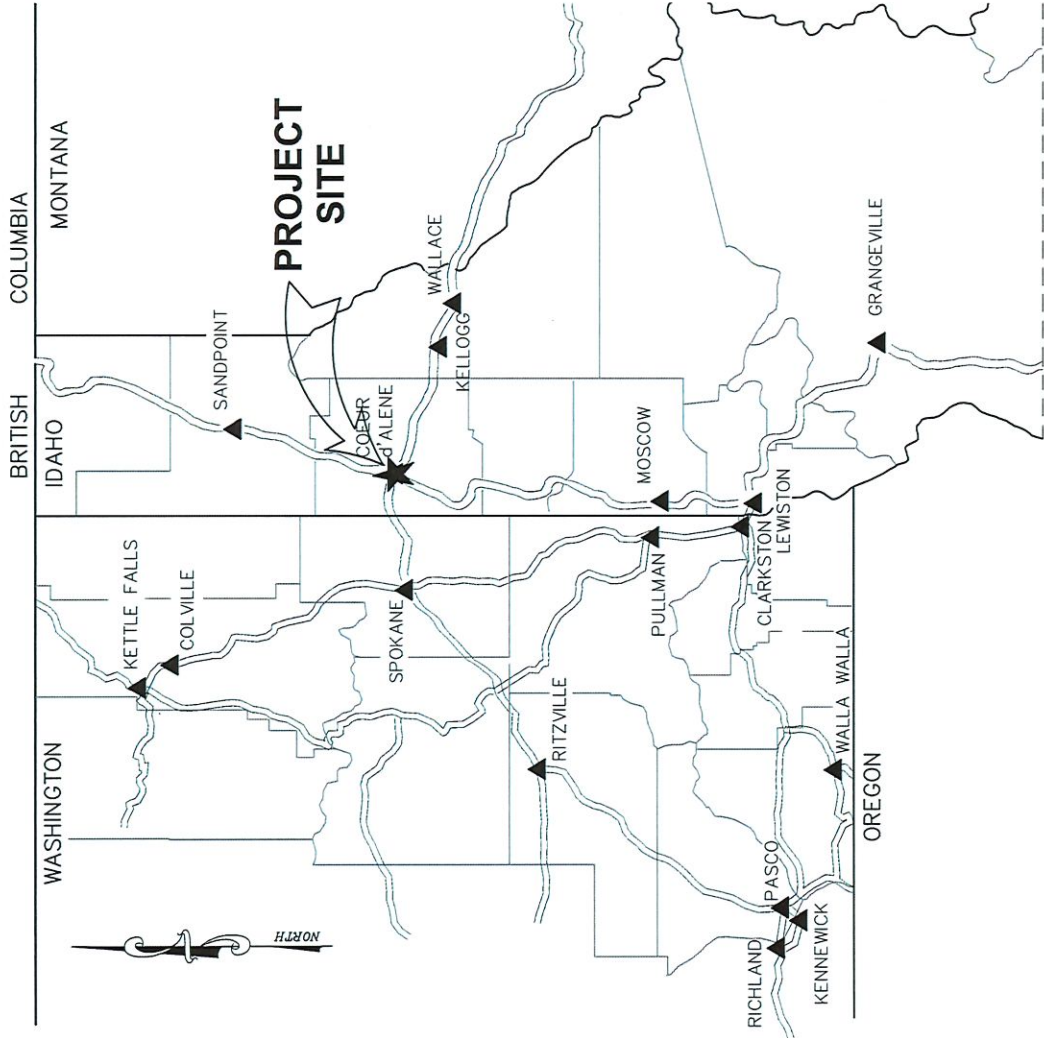 BRITISH COLUMBIA
WASHINGTON
IDAHO
MONTANA
KETTLE FALLS
COLVILLE
SANDPOINT
PROJECT
SITE
COEUR
d'ALENE
SPOKANE
KELLOGG
WALLACE
RITZVILLE
MOSCOW
PULLMAN
CLARKSTON
LEWISTON
GRANGEVILLE
RICHLAND
PASCO
KENNEWICK
WALLA WALLA
OREGON
NORTH